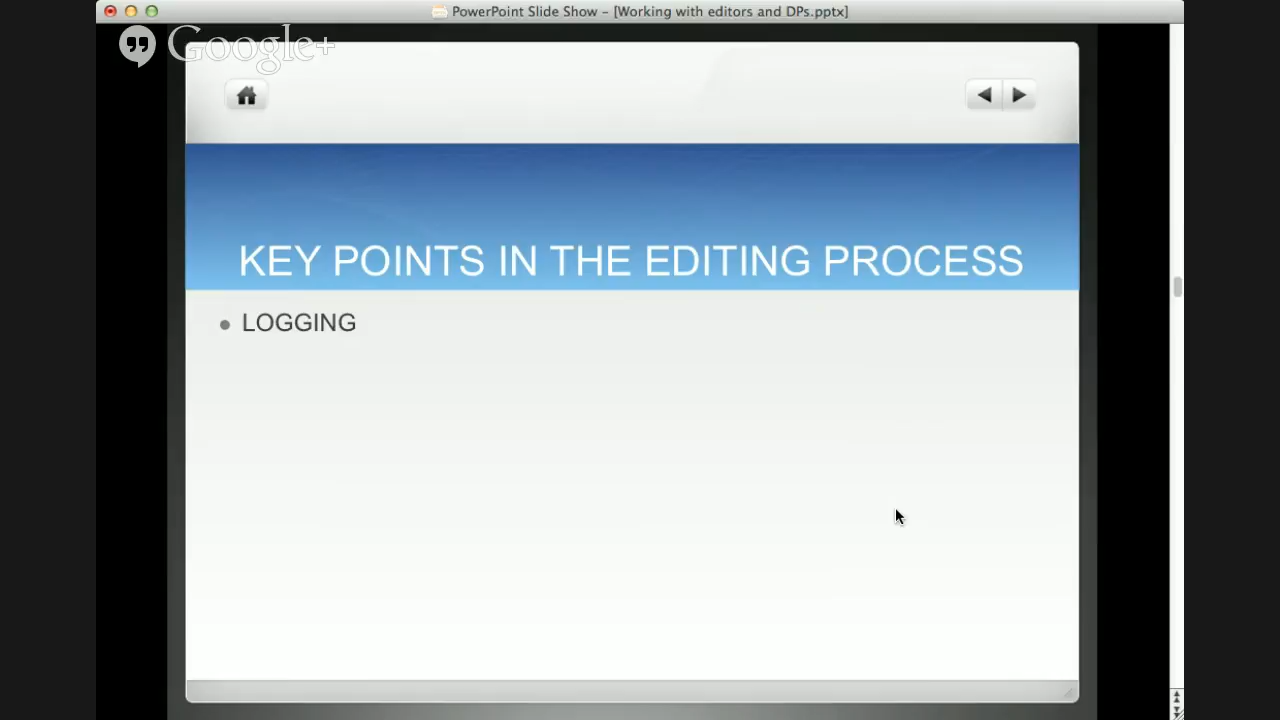 PowerPoint Slide Show – [Working with editors and DPs.pptx]
Google+
KEY POINTS IN THE EDITING PROCESS
LOGGING